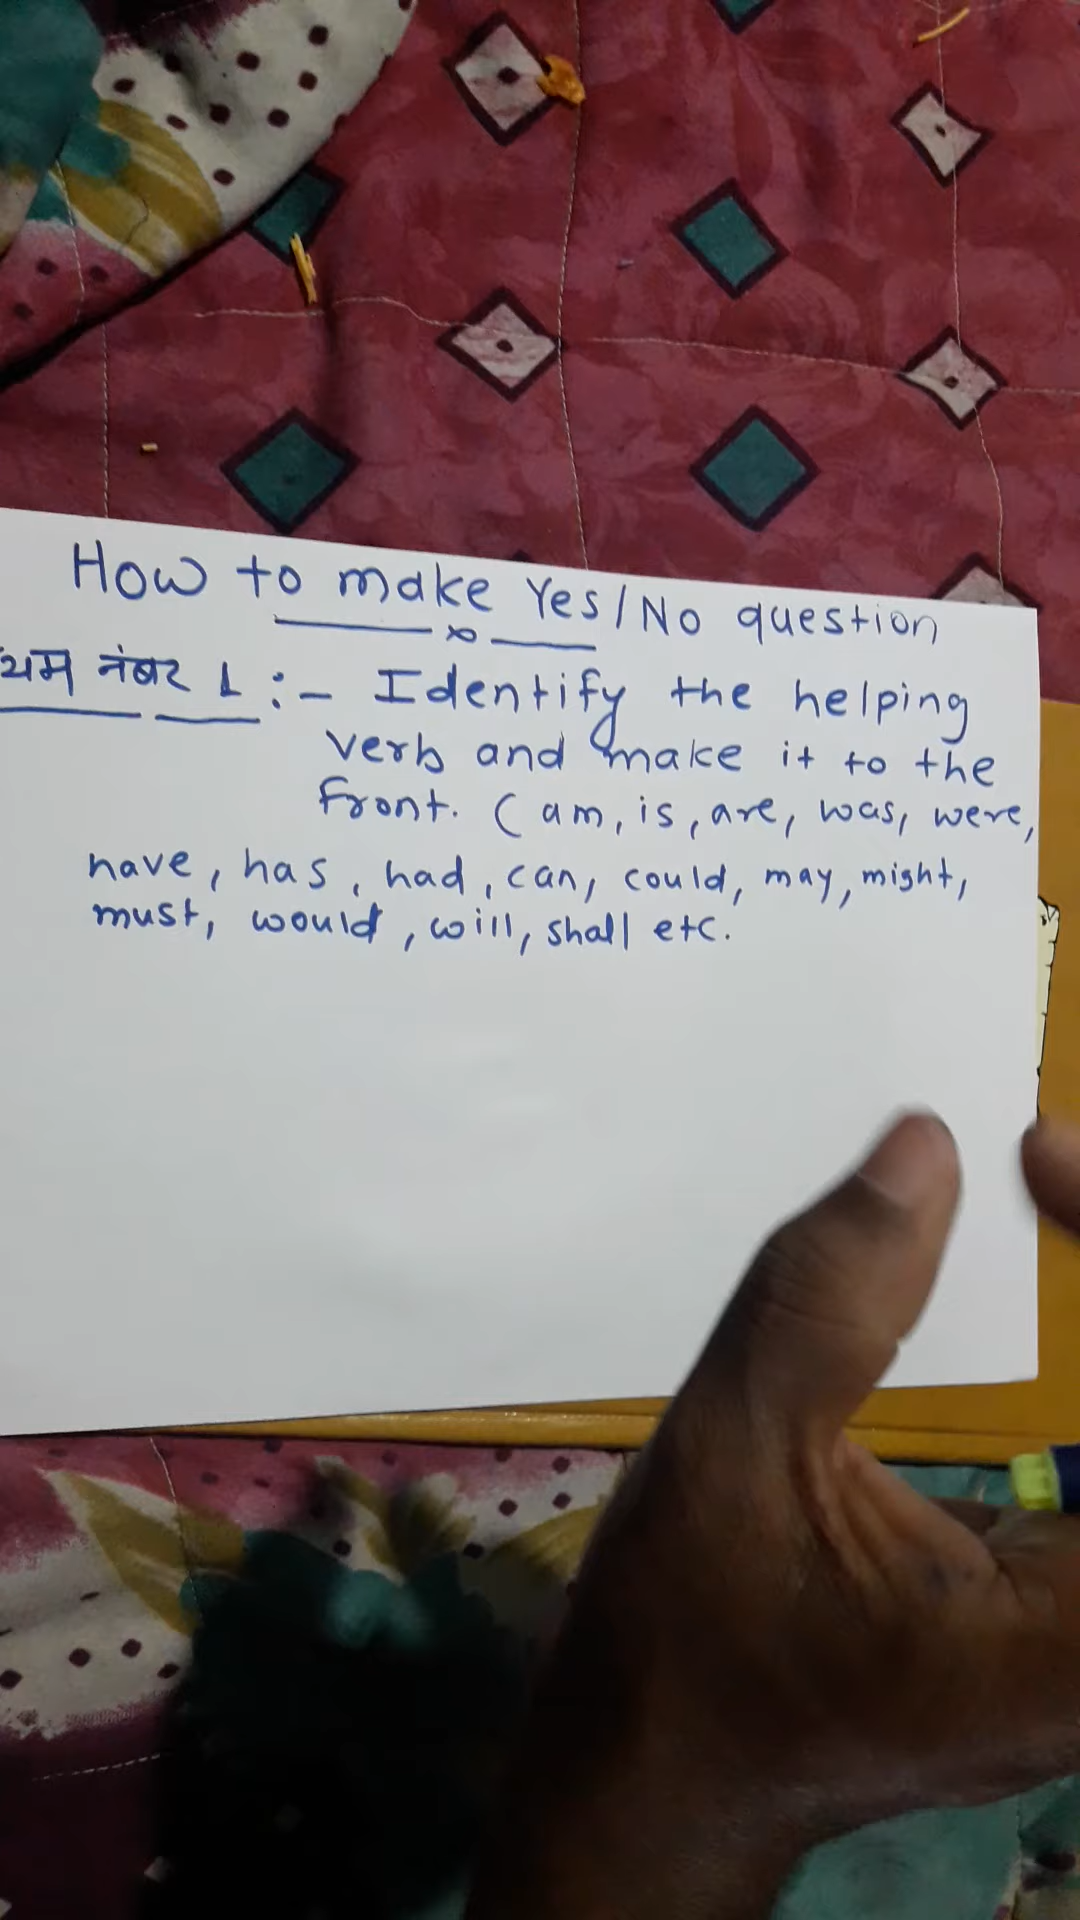 How to make Yes/No question
नंबर 1 :- Identify the helping
verb and make it to the
front. (am, is, are, was, were,
have, has, had, can, could, may, might,
must, would, will, shall etc.